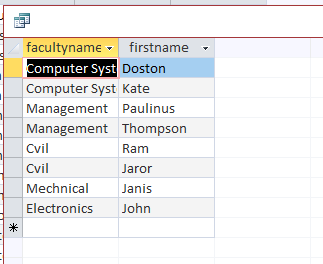 facultyname firstname
Computer Syst Doston
Computer Syst Kate
Management Paulinus
Management Thompson
Cvil Ram
Cvil Jaror
Mechnical Janis
Electronics John